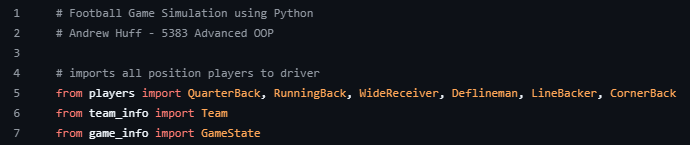 1 # Football Game Simulation using Python
2 # Andrew Huff - 5383 Advanced OOP
3
4 # imports all position players to driver
5 from players import QuarterBack, RunningBack, WideReceiver, Deflineman, LineBacker, CornerBack
6 from team_info import Team
7 from game_info import GameState